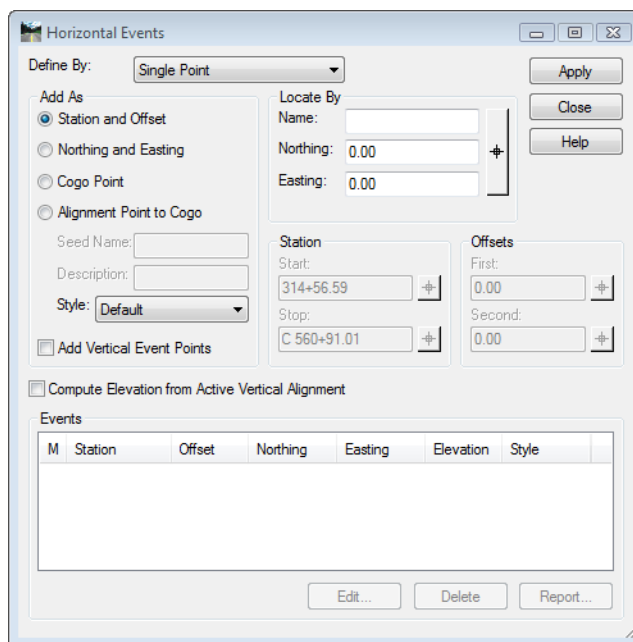 Horizontal Events
Define By: Single Point
Apply
Close
Help
Add As
Station and Offset
Northing and Easting
Cogo Point
Alignment Point to Cogo
Seed Name:
Description:
Style: Default
Add Vertical Event Points
Locate By
Name:
Northing: 0.00
Easting: 0.00
Station
Start:
314+56.59
Stop:
C 560+91.01
Offsets
First:
0.00
Second:
0.00
Compute Elevation from Active Vertical Alignment
Events
M Station Offset Northing Easting Elevation Style
Edit... Delete Report...